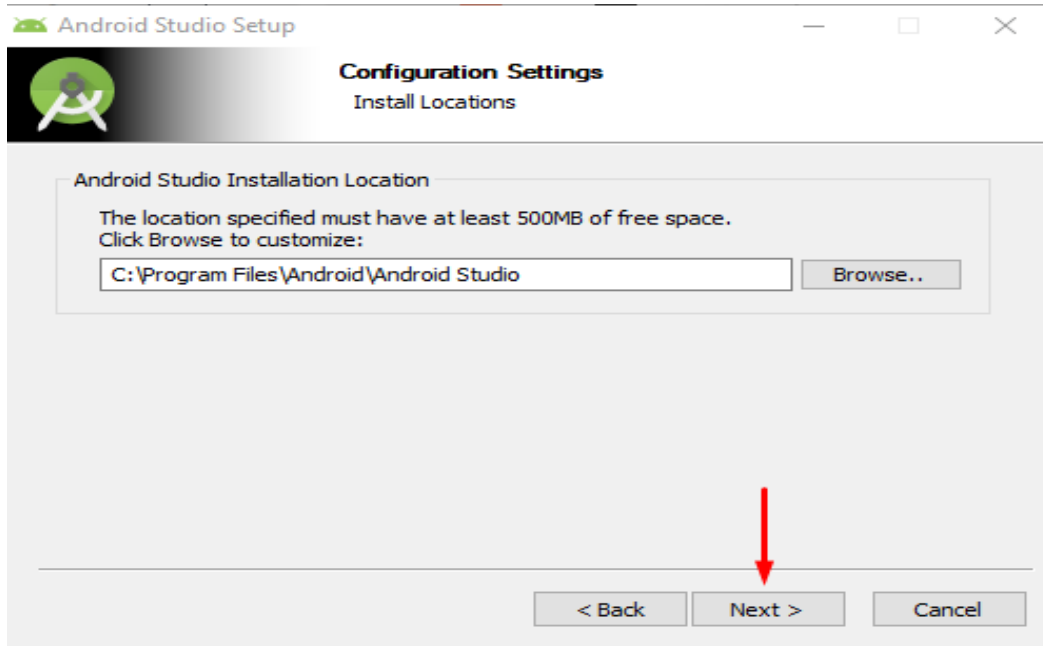 Android Studio Setup
Configuration Settings
Install Locations
Android Studio Installation Location
The location specified must have at least 500MB of free space.
Click Browse to customize:
C:\Program Files\Android\Android Studio
Browse..
< Back
Next >
Cancel